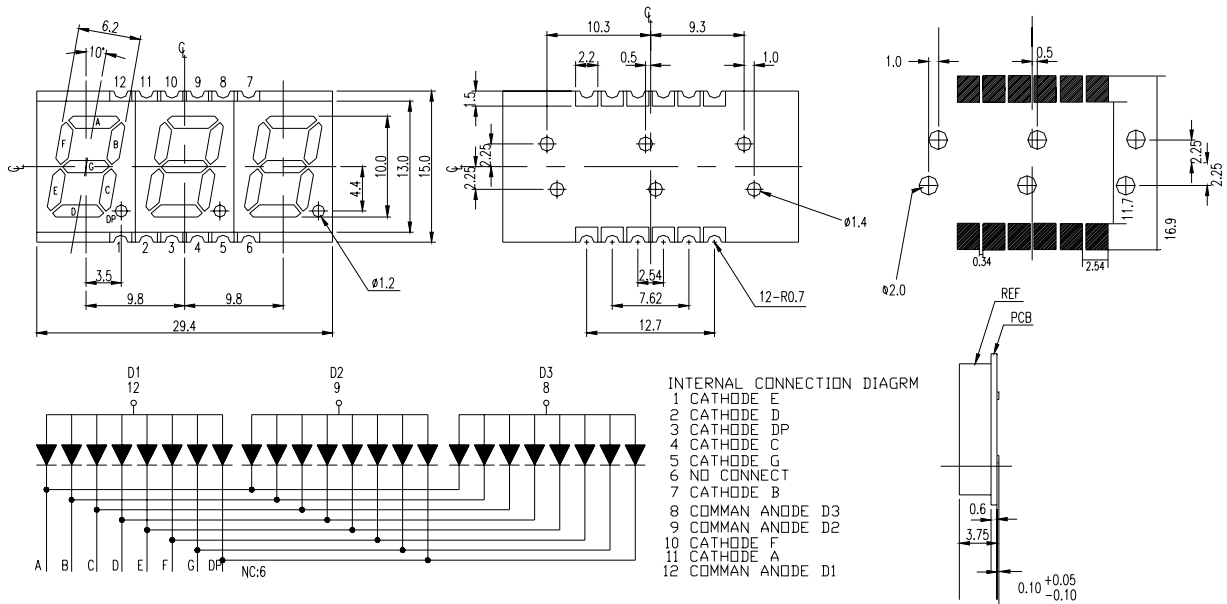 6.2
10°
℄
12 11 10 9 8 7
A
F B
G
E C
D
DP
1 2 3 4 5 6
10.0
13.0
15.0
4.4
3.5
ø1.2
9.8 9.8
29.4
℄
℄
10.3 9.3
2.2 0.5 1.0
1.5
2.25
2.25
℄
ø1.4
2.54
7.62
12.7
12-R0.7
1.0 0.5
2.25
2.25
11.7
16.9
0.34
2.54
ø2.0
REF
PCB
0.6
3.75
0.10 +0.05
-0.10
D1 D2 D3
12 9 8
A B C D E F G DP NC:6
INTERNAL CONNECTION DIAGRM
1 CATHODE E
2 CATHODE D
3 CATHODE DP
4 CATHODE C
5 CATHODE G
6 NO CONNECT
7 CATHODE B
8 COMMAN ANODE D3
9 COMMAN ANODE D2
10 CATHODE F
11 CATHODE A
12 COMMAN ANODE D1